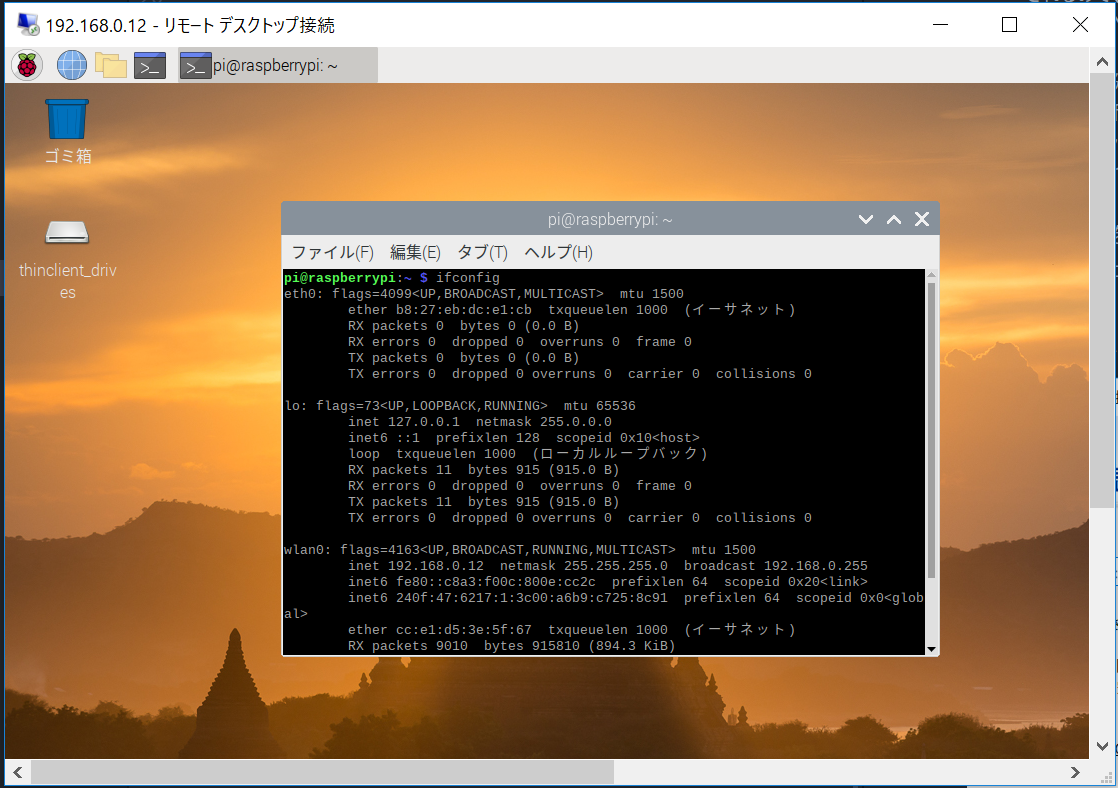 192.168.0.12 - リモート デスクトップ接続
pi@raspberrypi: ~
ゴミ箱
thinclient_driv
es
pi@raspberrypi: ~
ファイル(F) 編集(E) タブ(T) ヘルプ(H)
pi@raspberrypi:~ $ ifconfig
eth0: flags=4099<UP,BROADCAST,MULTICAST>  mtu 1500
        ether b8:27:eb:dc:e1:cb  txqueuelen 1000  (イーサネット)
        RX packets 0  bytes 0 (0.0 B)
        RX errors 0  dropped 0  overruns 0  frame 0
        TX packets 0  bytes 0 (0.0 B)
        TX errors 0  dropped 0 overruns 0  carrier 0  collisions 0
lo: flags=73<UP,LOOPBACK,RUNNING>  mtu 65536
        inet 127.0.0.1  netmask 255.0.0.0
        inet6 ::1  prefixlen 128  scopeid 0x10<host>
        loop  txqueuelen 1000  (ローカルループバック)
        RX packets 11  bytes 915 (915.0 B)
        RX errors 0  dropped 0  overruns 0  frame 0
        TX packets 11  bytes 915 (915.0 B)
        TX errors 0  dropped 0 overruns 0  carrier 0  collisions 0
wlan0: flags=4163<UP,BROADCAST,RUNNING,MULTICAST>  mtu 1500
        inet 192.168.0.12  netmask 255.255.255.0  broadcast 192.168.0.255
        inet6 fe80::c8a3:f00c:800e:cc2c  prefixlen 64  scopeid 0x20<link>
        inet6 240f:47:6217:1:3c00:a6b9:c725:8c91  prefixlen 64  scopeid 0x0<glob
al>
        ether cc:e1:d5:3e:5f:67  txqueuelen 1000  (イーサネット)
        RX packets 9010  bytes 915810 (894.3 KiB)